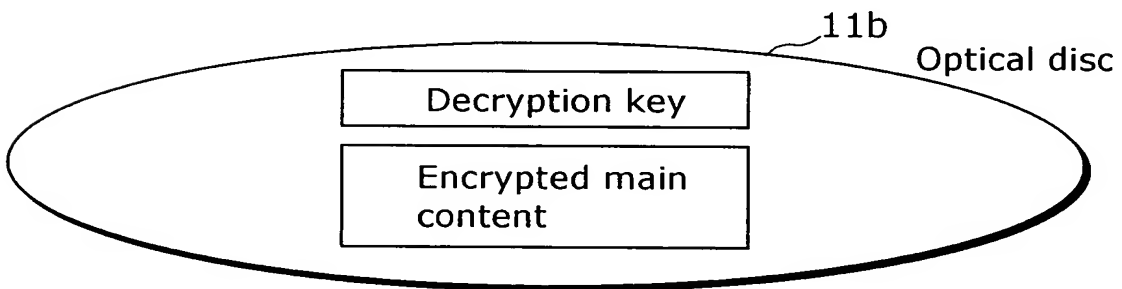 11b
Optical disc
Decryption key
Encrypted main
content